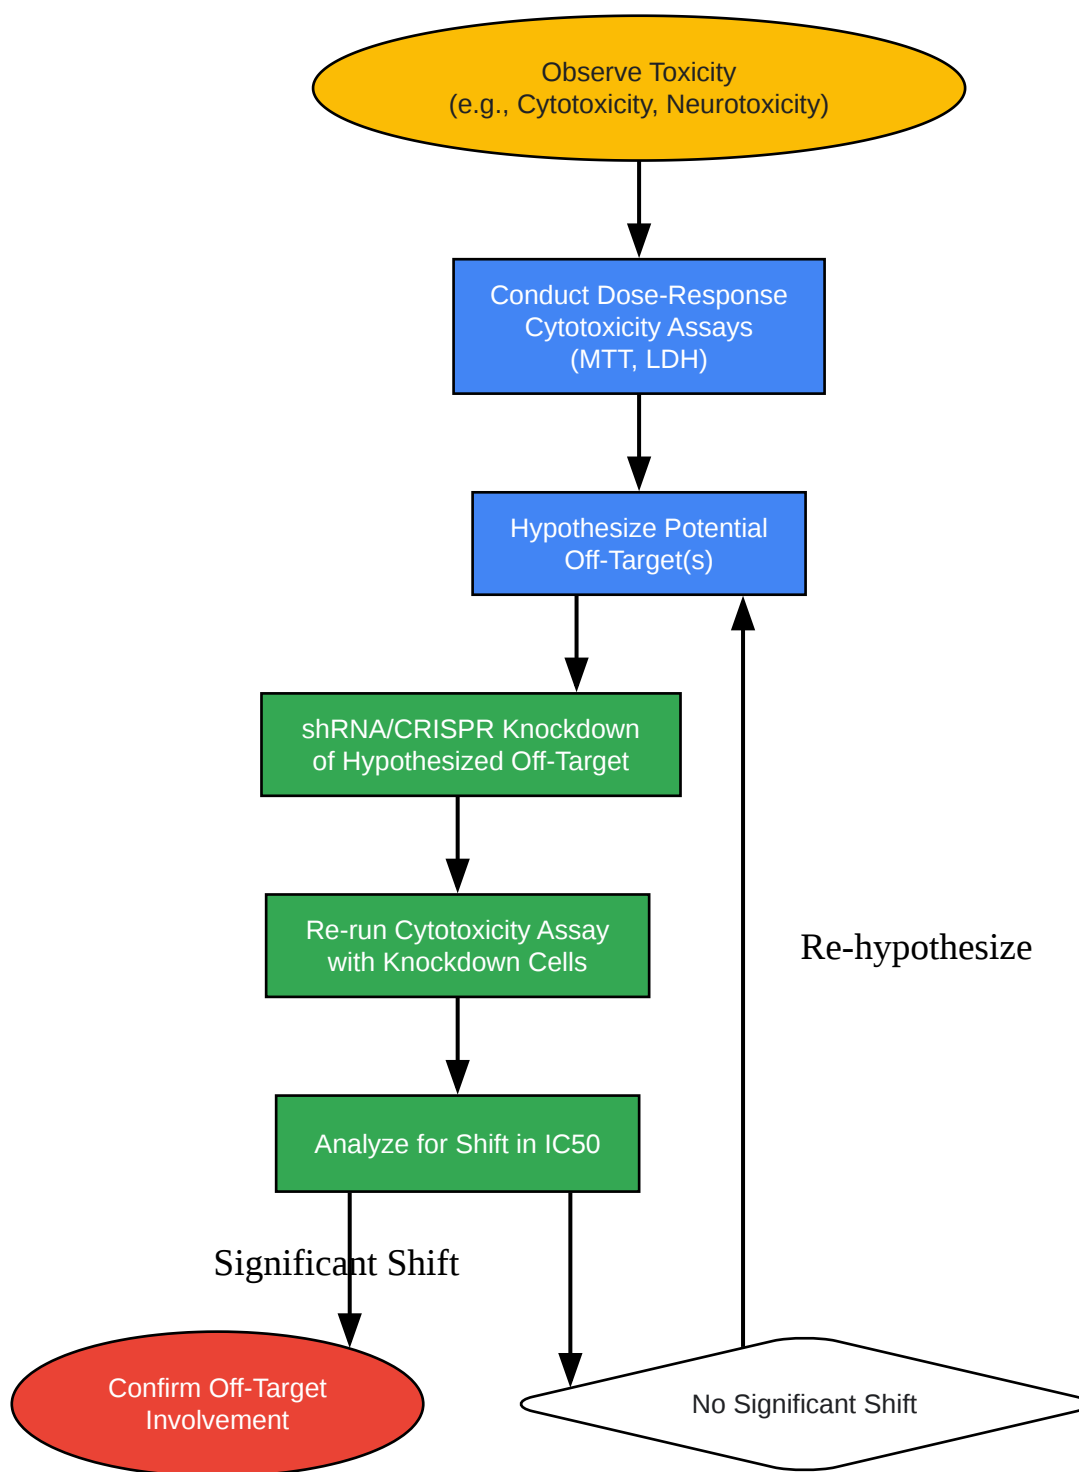 Observe Toxicity
(e.g., Cytotoxicity, Neurotoxicity)
Conduct Dose-Response
Cytotoxicity Assays
(MTT, LDH)
Hypothesize Potential
Off-Target(s)
shRNA/CRISPR Knockdown
of Hypothesized Off-Target
Re-run Cytotoxicity Assay
with Knockdown Cells
Re-hypothesize
Analyze for Shift in IC50
Significant Shift
Confirm Off-Target
Involvement
No Significant Shift